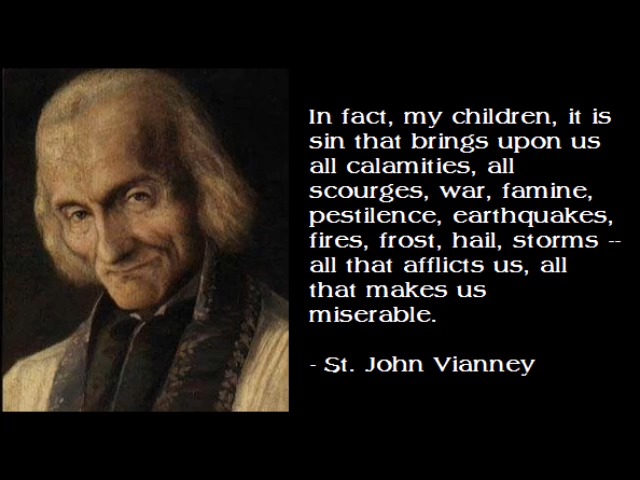 In fact, my children, it is
sin that brings upon us
all calamities, all
scourges, war, famine,
pestilence, earthquakes,
fires, frost, hail, storms --
all that afflicts us, all
that makes us
miserable.
- St. John Vianney